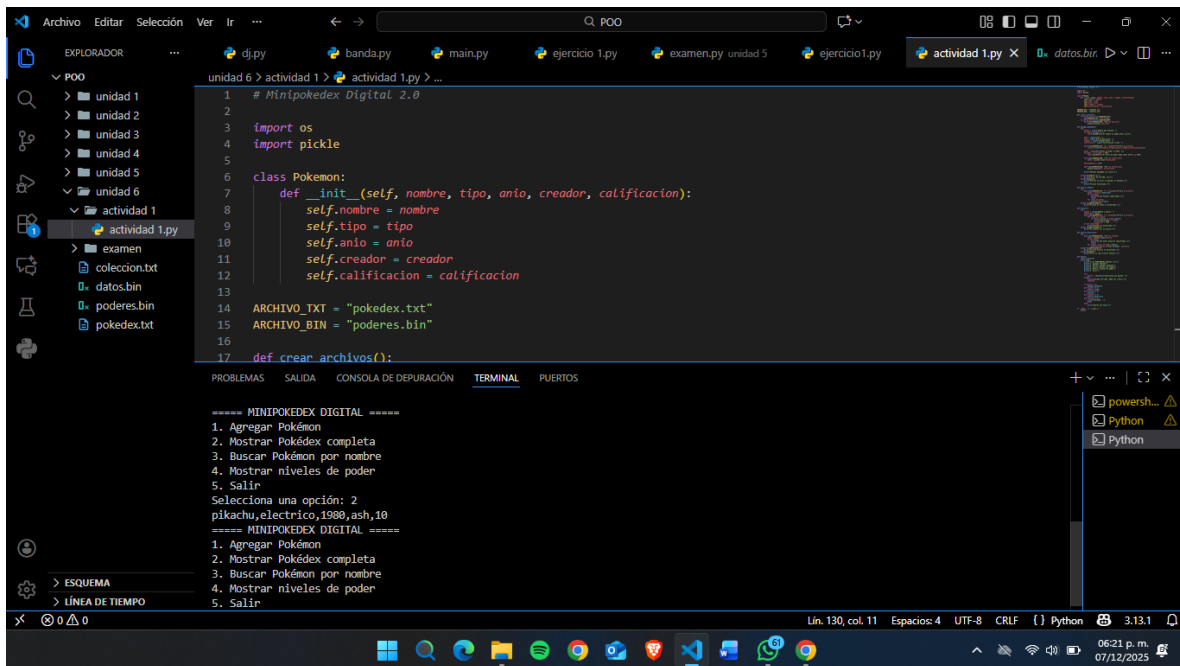 Archivo Editar Selección Ver Ir ··· POO
EXPLORADOR ···
dj.py banda.py main.py ejercicio 1.py examen.py unidad 5 ejercicio1.py actividad 1.py datos.bin
POO
unidad 6 > actividad 1 > actividad 1.py > ...
unidad 1
unidad 2
unidad 3
unidad 4
unidad 5
unidad 6
actividad 1
actividad 1.py
examen
coleccion.txt
datos.bin
poderes.bin
pokedex.txt
ESQUEMA
LÍNEA DE TIEMPO
1 # Minipokedex Digital 2.0
2
3 import os
4 import pickle
5
6 class Pokemon:
7 def __init__(self, nombre, tipo, anio, creador, calificacion):
8 self.nombre = nombre
9 self.tipo = tipo
10 self.anio = anio
11 self.creador = creador
12 self.calificacion = calificacion
13
14 ARCHIVO_TXT = "pokedex.txt"
15 ARCHIVO_BIN = "poderes.bin"
16
17 def crear_archivos():
PROBLEMAS SALIDA CONSOLA DE DEPURACIÓN TERMINAL PUERTOS
powersh...
Python
Python
===== MINIPOKEDEX DIGITAL =====
1. Agregar Pokémon
2. Mostrar Pokédex completa
3. Buscar Pokémon por nombre
4. Mostrar niveles de poder
5. Salir
Selecciona una opción: 2
pikachu,electrico,1980,ash,10
===== MINIPOKEDEX DIGITAL =====
1. Agregar Pokémon
2. Mostrar Pokédex completa
3. Buscar Pokémon por nombre
4. Mostrar niveles de poder
5. Salir
0 0 Lín. 130, col. 11 Espacios: 4 UTF-8 CRLF { } Python 3.13.1
61
06:21 p. m.
07/12/2025